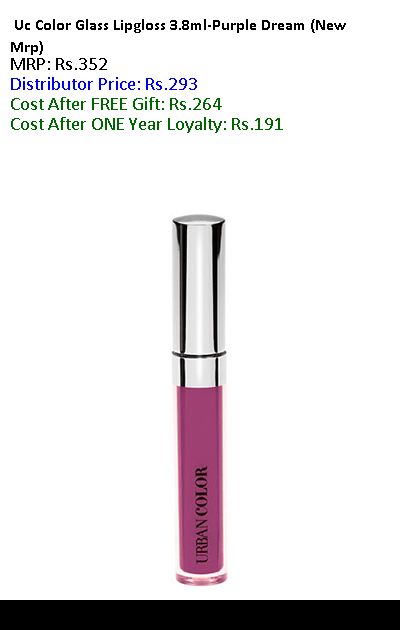 Uc Color Glass Lipgloss 3.8ml-Purple Dream (New
Mrp)
MRP: Rs.352
Distributor Price: Rs.293
Cost After FREE Gift: Rs.264
Cost After ONE Year Loyalty: Rs.191
URBAN COLOR